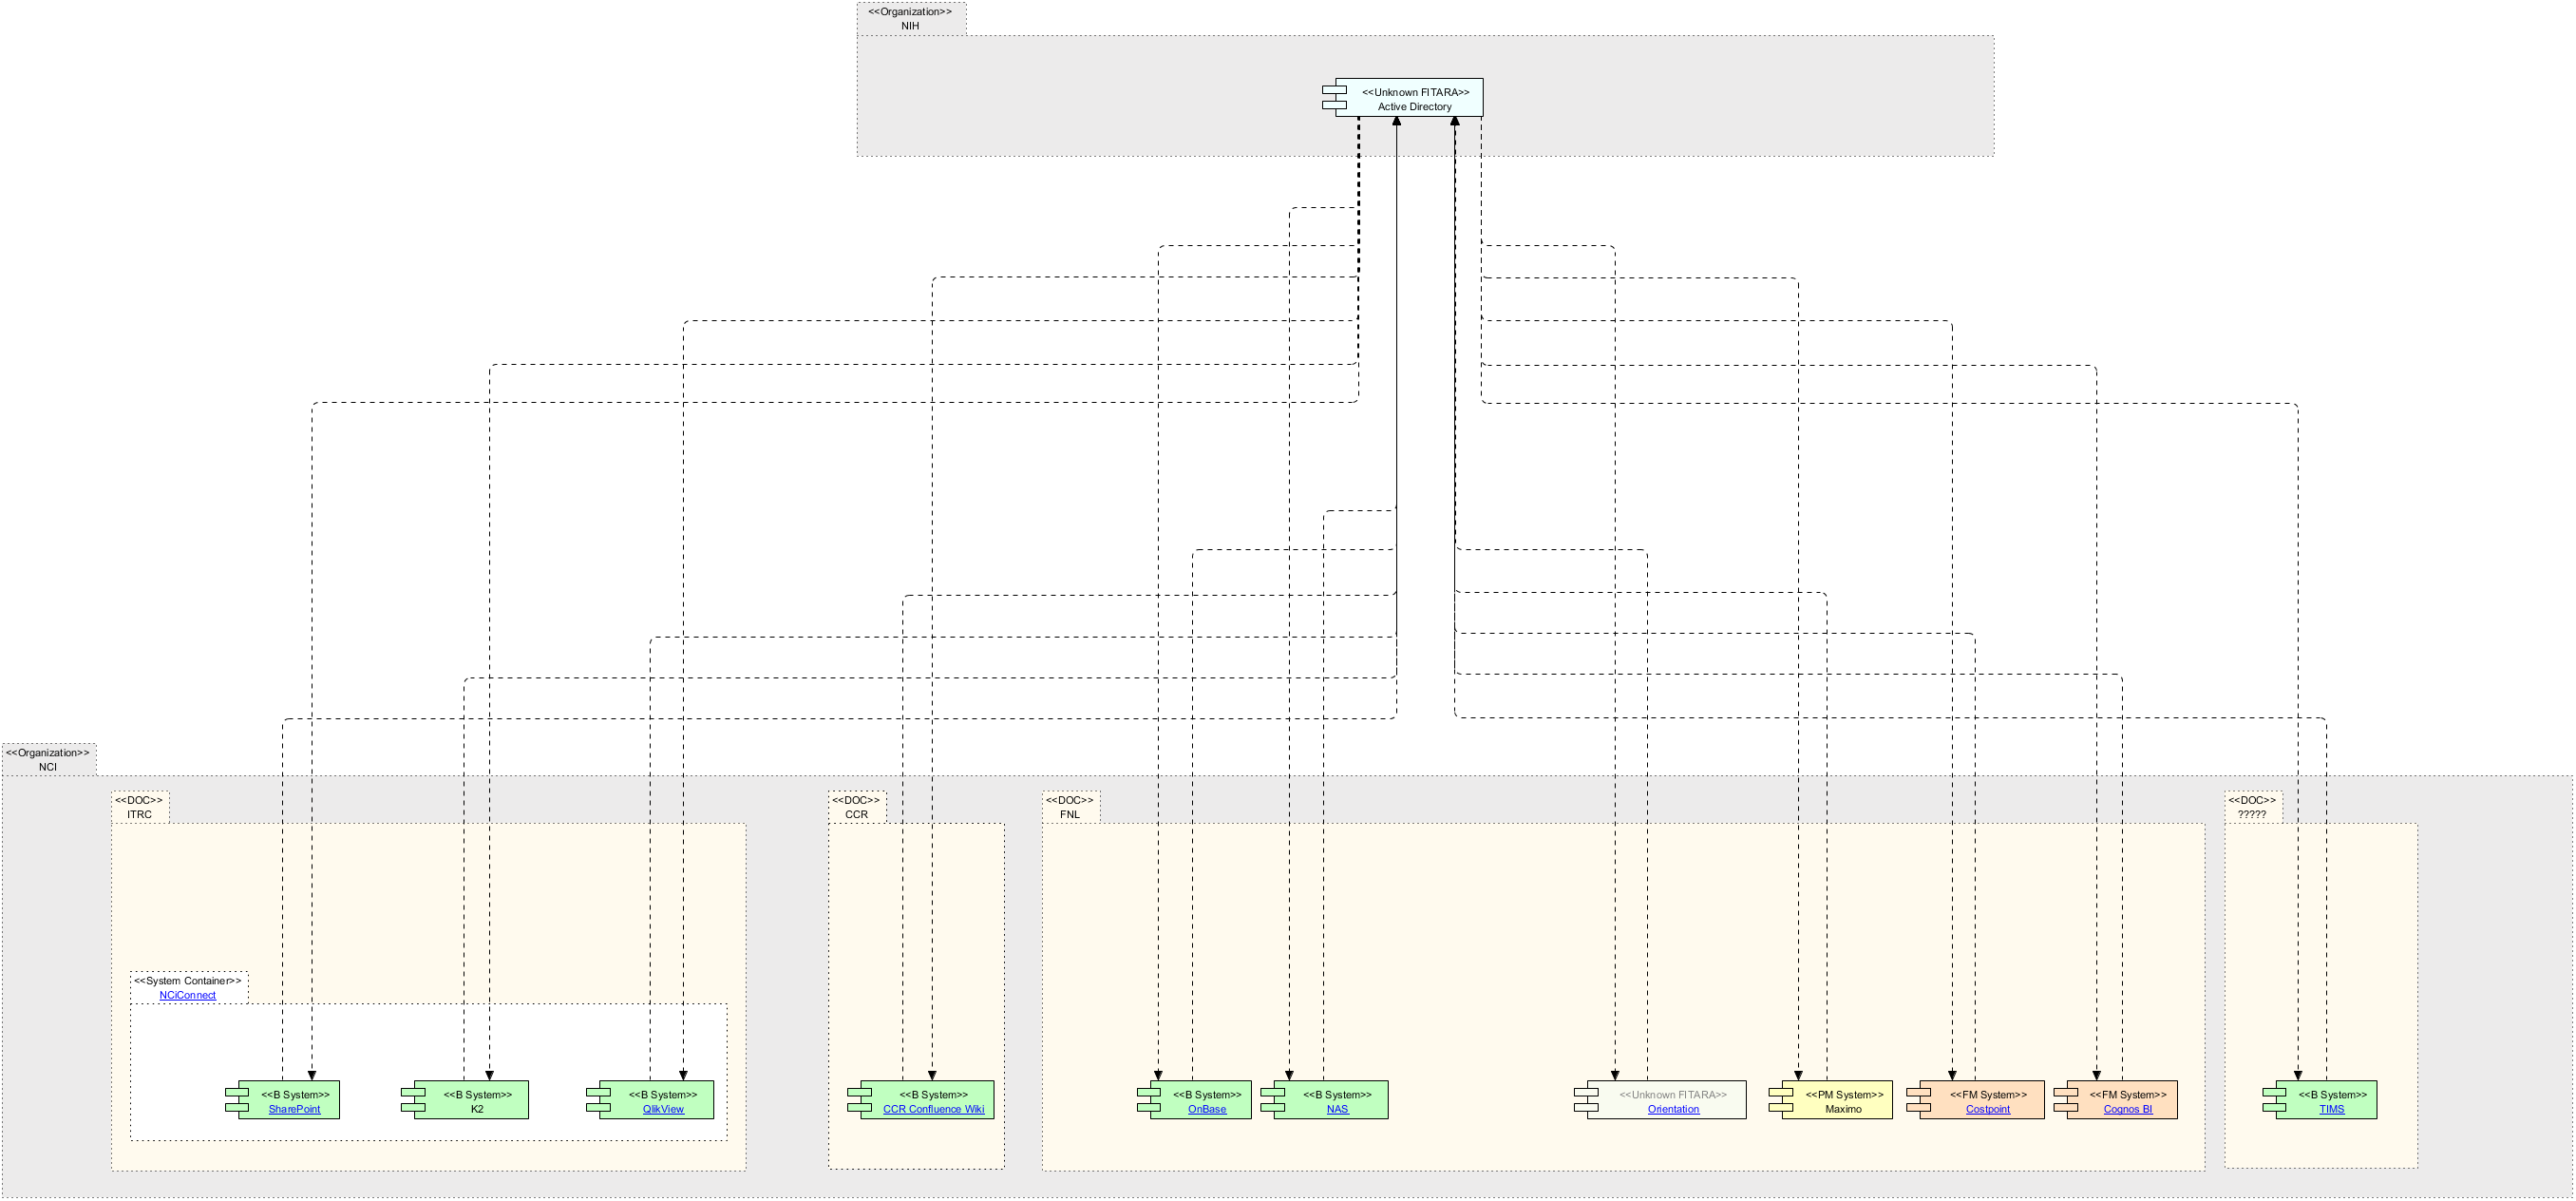 <<Organization>>
NIH
<<Unknown FITARA>>
Active Directory
<<Organization>>
NCI
<<DOC>>
ITRC
<<DOC>>
CCR
<<DOC>>
FNL
<<DOC>>
?????
<<System Container>>
NCiConnect
<<B System>>
SharePoint
<<B System>>
K2
<<B System>>
QlikView
<<B System>>
CCR Confluence Wiki
<<B System>>
OnBase
<<B System>>
NAS
<<Unknown FITARA>>
Orientation
<<PM System>>
Maximo
<<FM System>>
Costpoint
<<FM System>>
Cognos BI
<<B System>>
TIMS